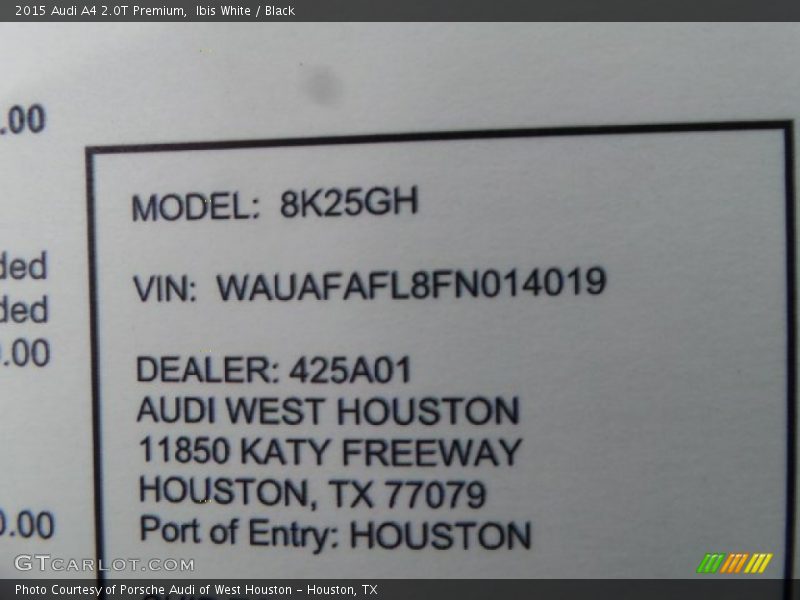 2015 Audi A4 2.0T Premium,  Ibis White / Black
.00
MODEL: 8K25GH
ded
VIN: WAUAFAFL8FN014019
ded
.00
DEALER: 425A01
AUDI WEST HOUSTON
11850 KATY FREEWAY
HOUSTON, TX 77079
0.00
Port of Entry: HOUSTON
GTCARLOT.COM
Photo Courtesy of Porsche Audi of West Houston – Houston, TX